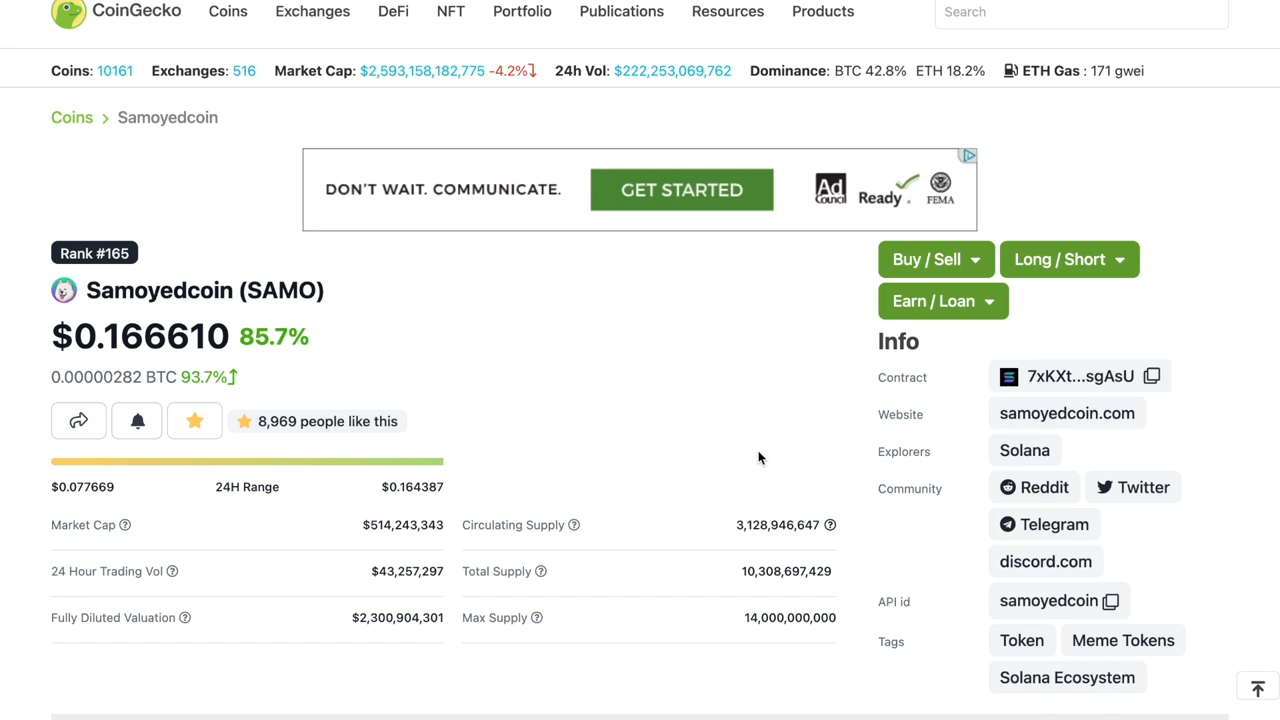 CoinGecko Coins Exchanges DeFi NFT Portfolio Publications Resources Products Search
Coins: 10161 Exchanges: 516 Market Cap: $2,593,158,182,775 -4.2% 24h Vol: $222,253,069,762 Dominance: BTC 42.8% ETH 18.2% ETH Gas : 171 gwei
Coins > Samoyedcoin
DON'T WAIT. COMMUNICATE. GET STARTED Ad Council Ready. FEMA
Rank #165
Samoyedcoin (SAMO)
$0.166610 85.7%
0.00000282 BTC 93.7%
8,969 people like this
$0.077669 24H Range $0.164387
Market Cap $514,243,343
24 Hour Trading Vol $43,257,297
Fully Diluted Valuation $2,300,904,301
Circulating Supply 3,128,946,647
Total Supply 10,308,697,429
Max Supply 14,000,000,000
Buy / Sell Long / Short
Earn / Loan
Info
Contract 7xKXt...sgAsU
Website samoyedcoin.com
Explorers Solana
Community Reddit Twitter
Telegram
discord.com
API id samoyedcoin
Tags Token Meme Tokens
Solana Ecosystem